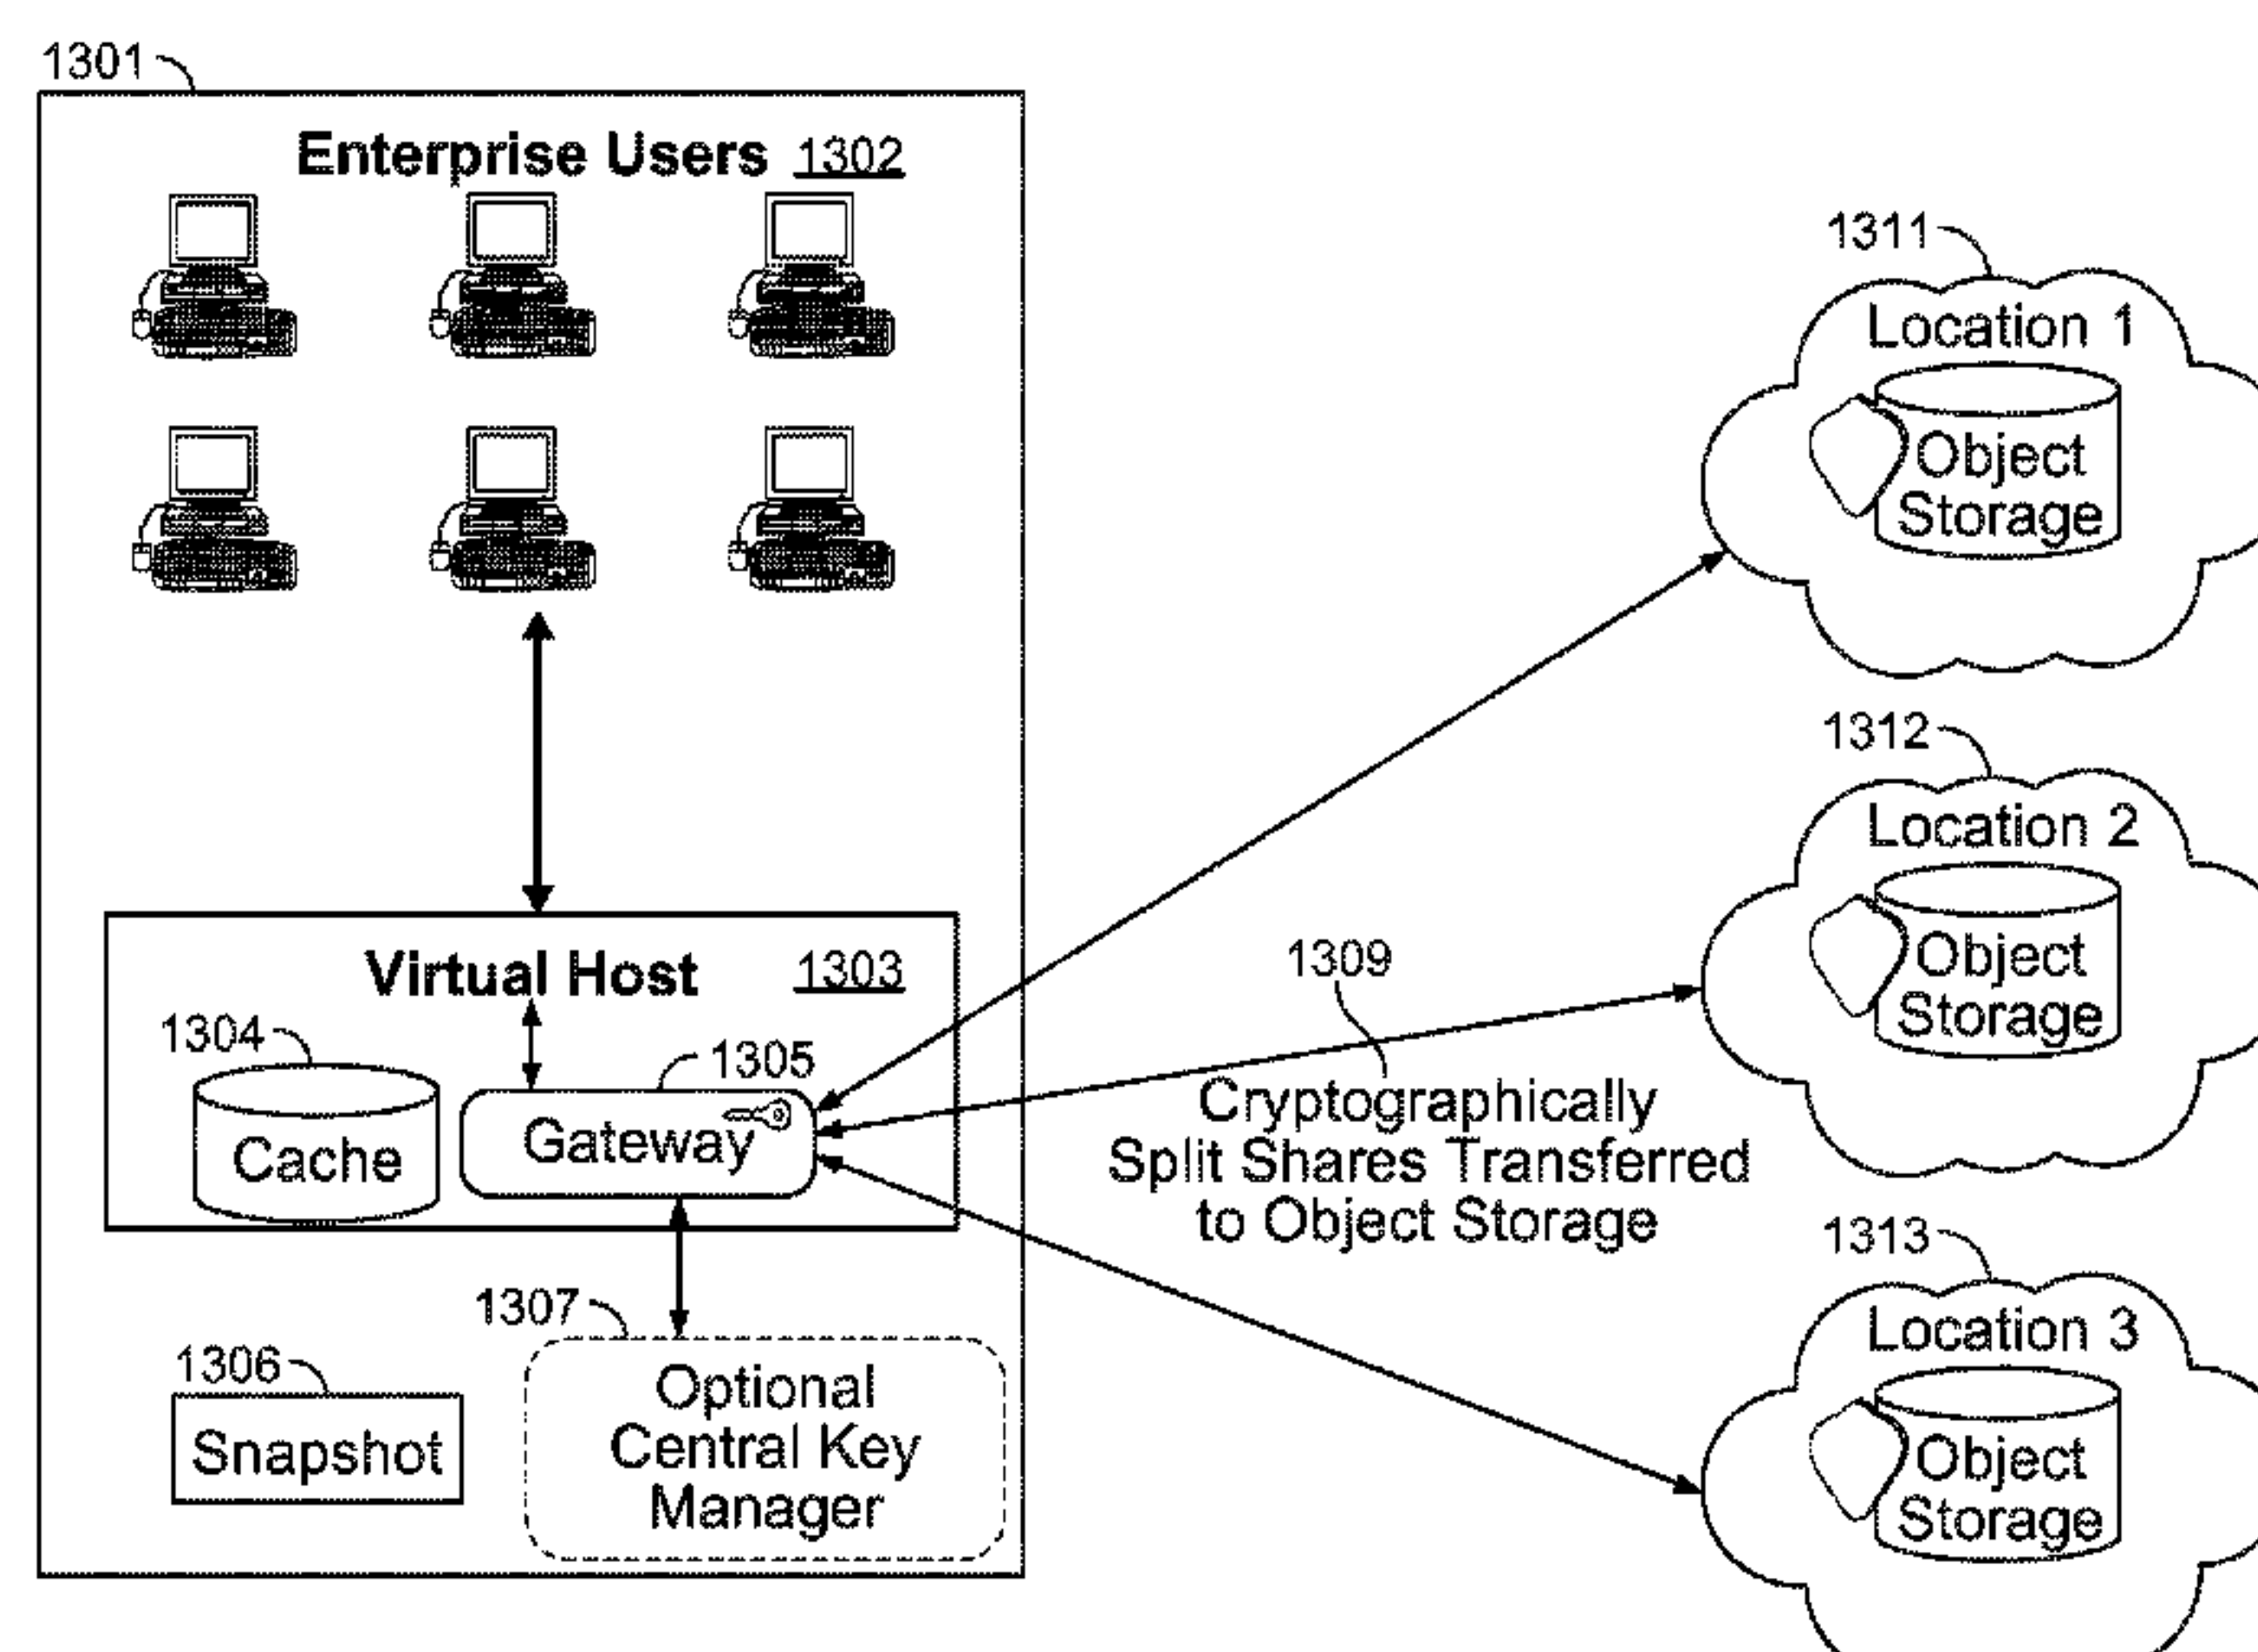 1301
Enterprise Users 1302
Virtual Host 1303
1304
Cache
1305
Gateway
1306
Snapshot
1307
Optional
Central Key
Manager
1309
Cryptographically
Split Shares Transferred
to Object Storage
1311
Location 1
Object
Storage
1312
Location 2
Object
Storage
1313
Location 3
Object
Storage